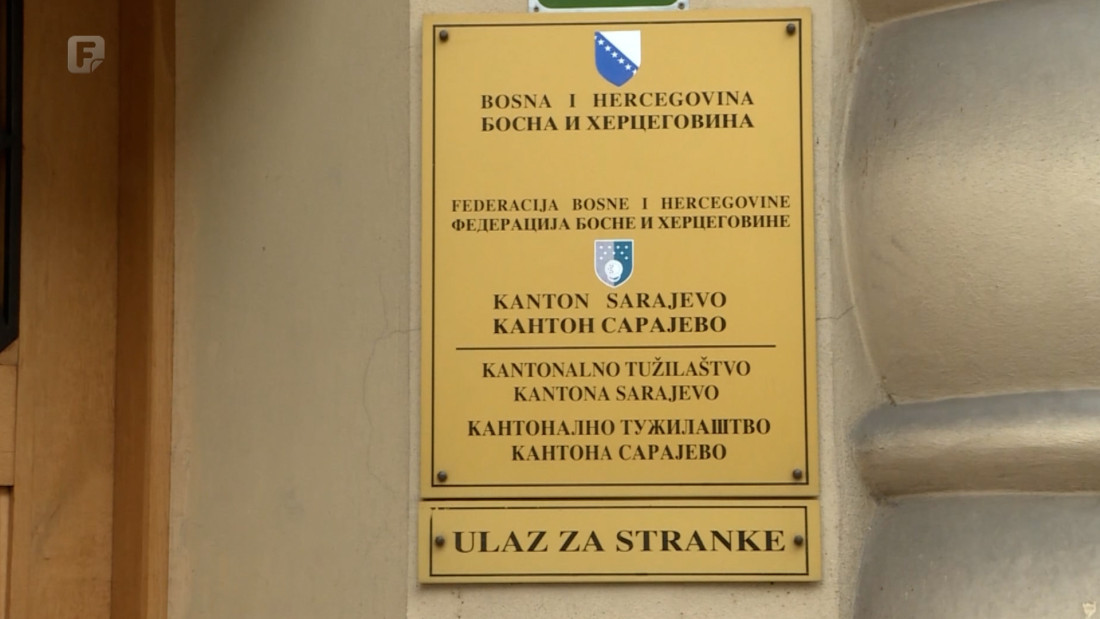 F
BOSNA I HERCEGOVINA
БОСНА И ХЕРЦЕГОВИНА
FEDERACIJA BOSNE I HERCEGOVINE
ФЕДЕРАЦИЈА БОСНЕ И ХЕРЦЕГОВИНЕ
KANTON SARAJEVO
КАНТОН САРАЈЕВО
KANTONALNO TUŽILAŠTVO
KANTONA SARAJEVO
КАНТОНАЛНО ТУЖИЛАШТВО
КАНТОНА САРАЈЕВО
ULAZ ZA STRANKE